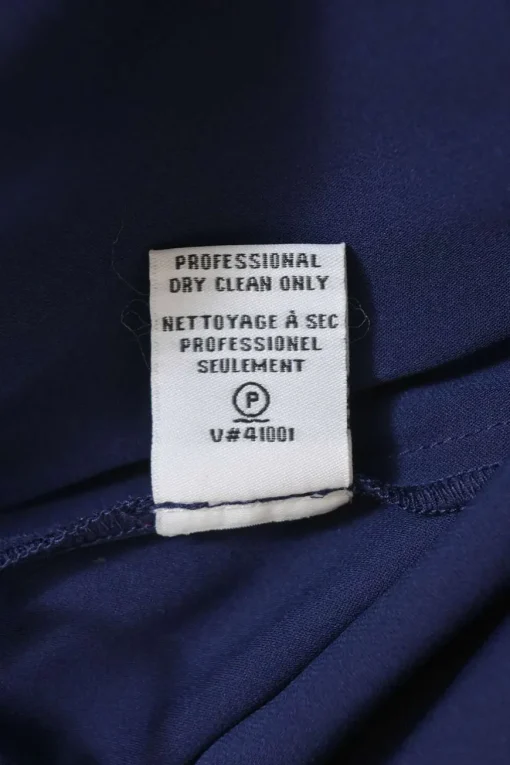 PROFESSIONAL
DRY CLEAN ONLY
NETTOYAGE À SEC
PROFESSIONEL
SEULEMENT
P
V#41001